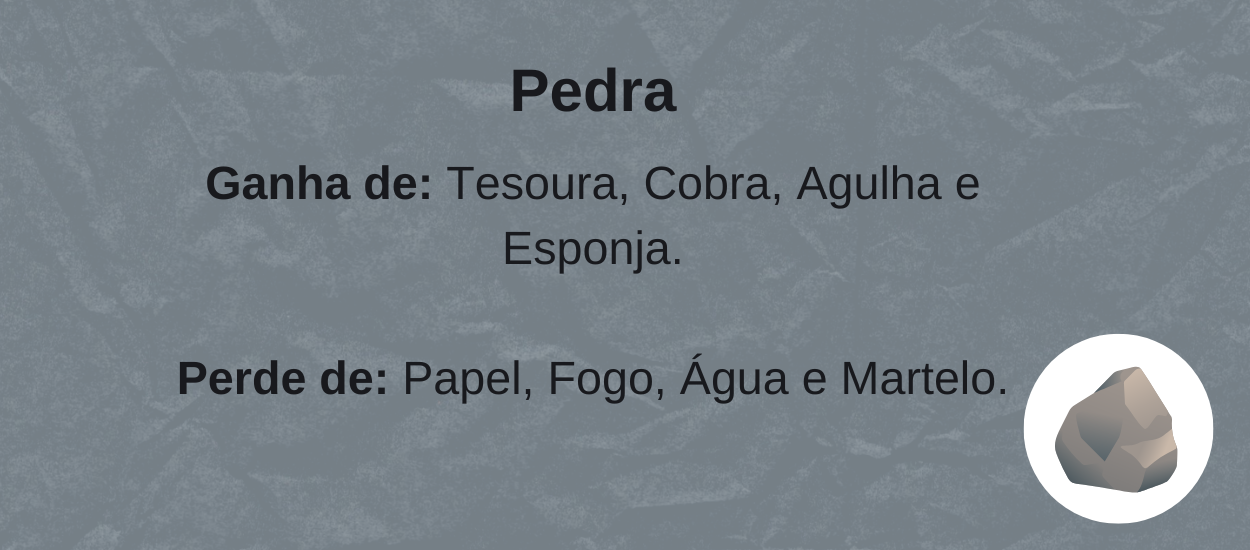 Pedra
Ganha de: Tesoura, Cobra, Agulha e
Esponja.
Perde de: Papel, Fogo, Água e Martelo.